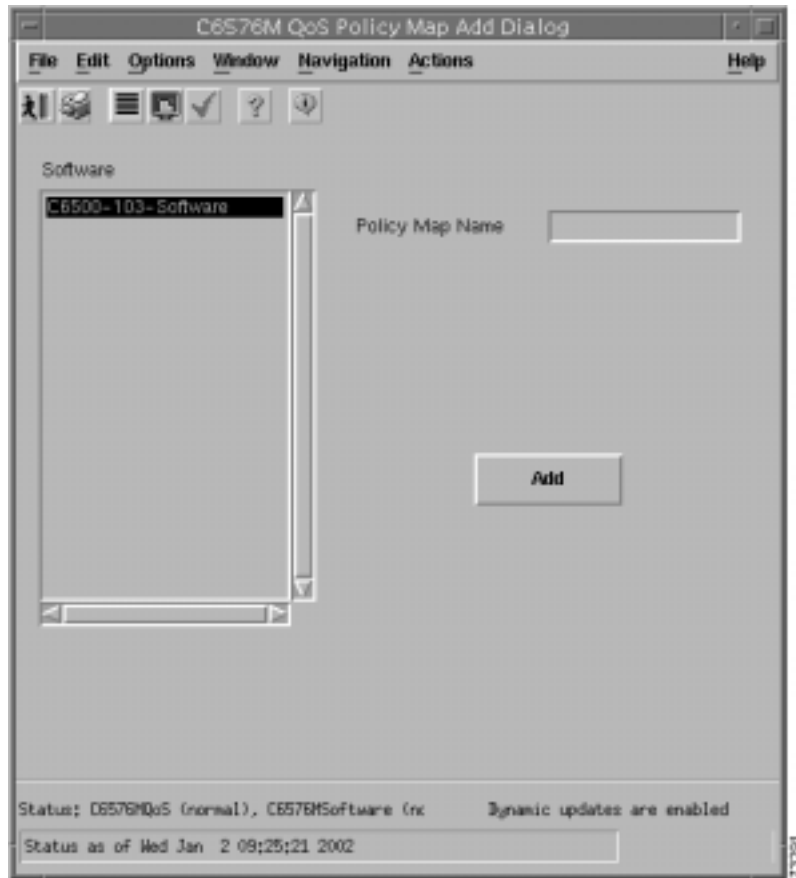 C6576M QoS Policy Map Add Dialog
File Edit Options Window Navigation Actions Help
Software
C6500-103-Software
Policy Map Name
Add
Status: C6576MQoS (normal), C6576MSoftware (nc Dynamic updates are enabled
Status as of Wed Jan 2 09:25:21 2002